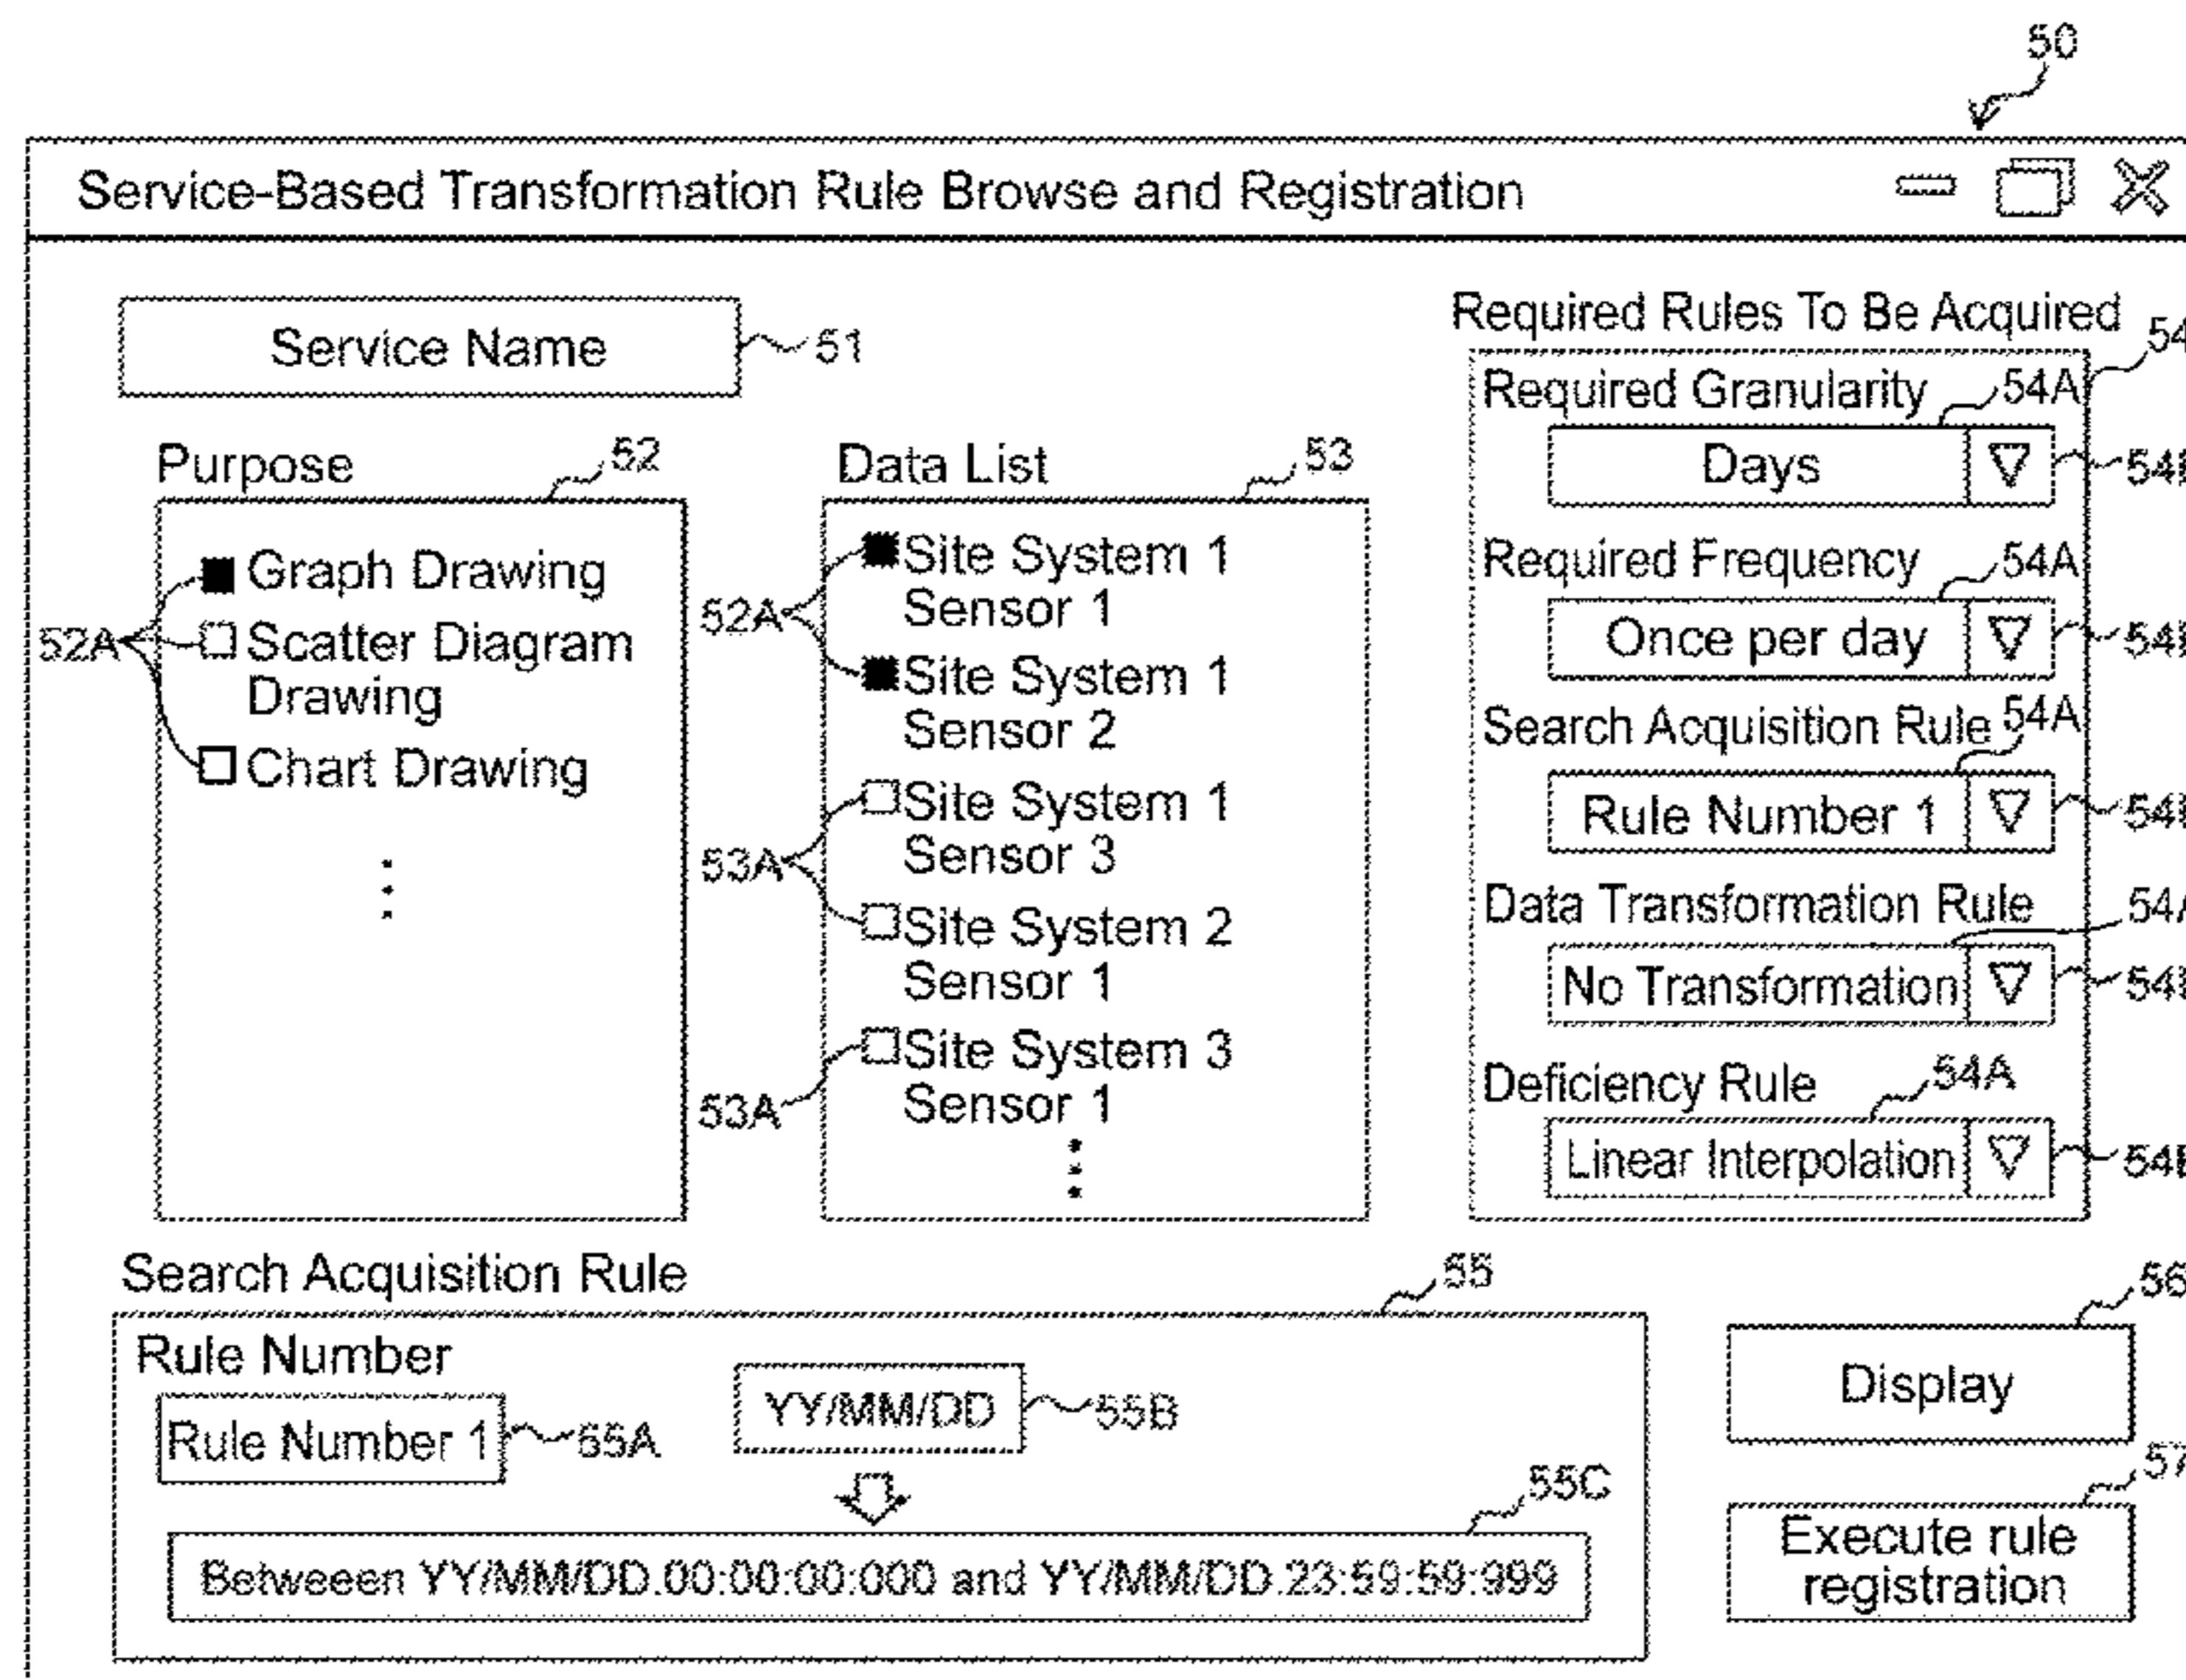 50
Service-Based Transformation Rule Browse and Registration
Service Name
51
Required Rules To Be Acquired
54
Required Granularity
54A
Days
Required Frequency
54A
Once per day
Search Acquisition Rule
54A
Rule Number 1
Data Transformation Rule
No Transformation
Deficiency Rule
54A
Linear Interpolation
Purpose
52
Graph Drawing
52A
Scatter Diagram
Drawing
Chart Drawing
Data List
53
Site System 1
Sensor 1
52A
Site System 1
Sensor 2
Site System 1
Sensor 3
53A
Site System 2
Sensor 1
Site System 3
Sensor 1
53A
Search Acquisition Rule
55
Rule Number
Rule Number 1
55A
YY/MM/DD
55B
55C
Betweeen YY/MM/DD.00:00:00:000 and YY/MM/DD.23:59:59:999
56
Display
57
Execute rule
registration